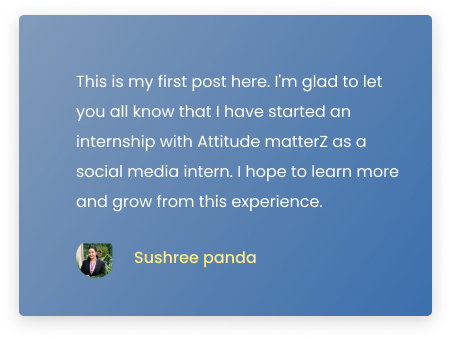 This is my first post here. I'm glad to let
you all know that I have started an
internship with Attitude matterZ as a
social media intern. I hope to learn more
and grow from this experience.
Sushree panda